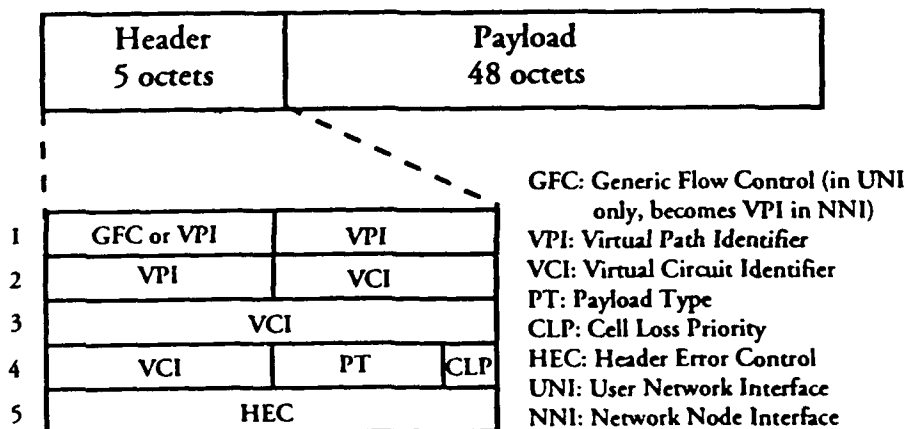 Header
5 octets
Payload
48 octets
1 GFC or VPI VPI
2 VPI VCI
3 VCI
4 VCI PT CLP
5 HEC
GFC: Generic Flow Control (in UNI
only, becomes VPI in NNI)
VPI: Virtual Path Identifier
VCI: Virtual Circuit Identifier
PT: Payload Type
CLP: Cell Loss Priority
HEC: Header Error Control
UNI: User Network Interface
NNI: Network Node Interface